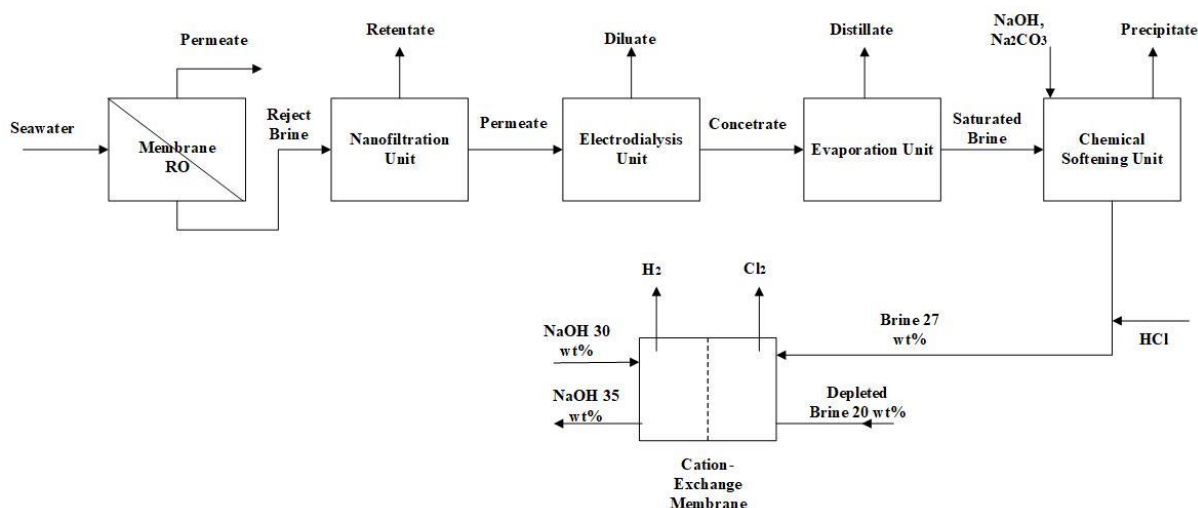 Permeate
Seawater
Membrane
RO
Reject
Brine
Retentate
Nanofiltration
Unit
Permeate
Diluate
Electrodialysis
Unit
Concetrate
Distillate
Evaporation Unit
Saturated
Brine
NaOH,
Na2CO3
Precipitate
Chemical
Softening Unit
H2
Cl2
NaOH 30
wt%
NaOH 35
wt%
Brine 27
wt%
HCl
Depleted
Brine 20 wt%
Cation-
Exchange
Membrane